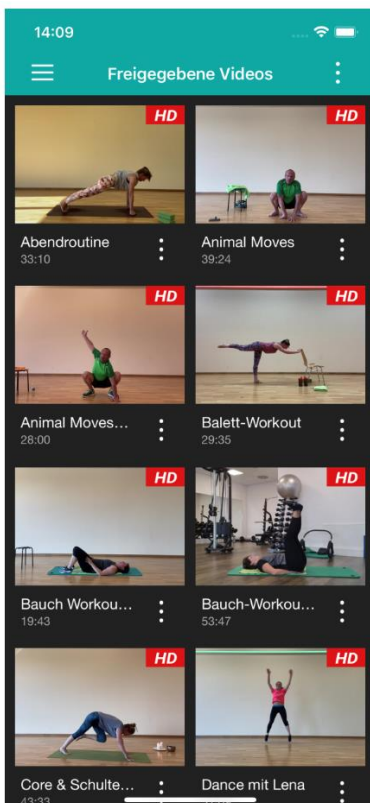 14:09
Freigegebene Videos
HD
HD
Abendroutine
33:10
Animal Moves
39:24
HD
HD
Animal Moves…
28:00
Balett-Workout
29:35
HD
HD
Bauch Workou…
19:43
Bauch-Workou…
53:47
HD
HD
Core & Schulte…
43:33
Dance mit Lena